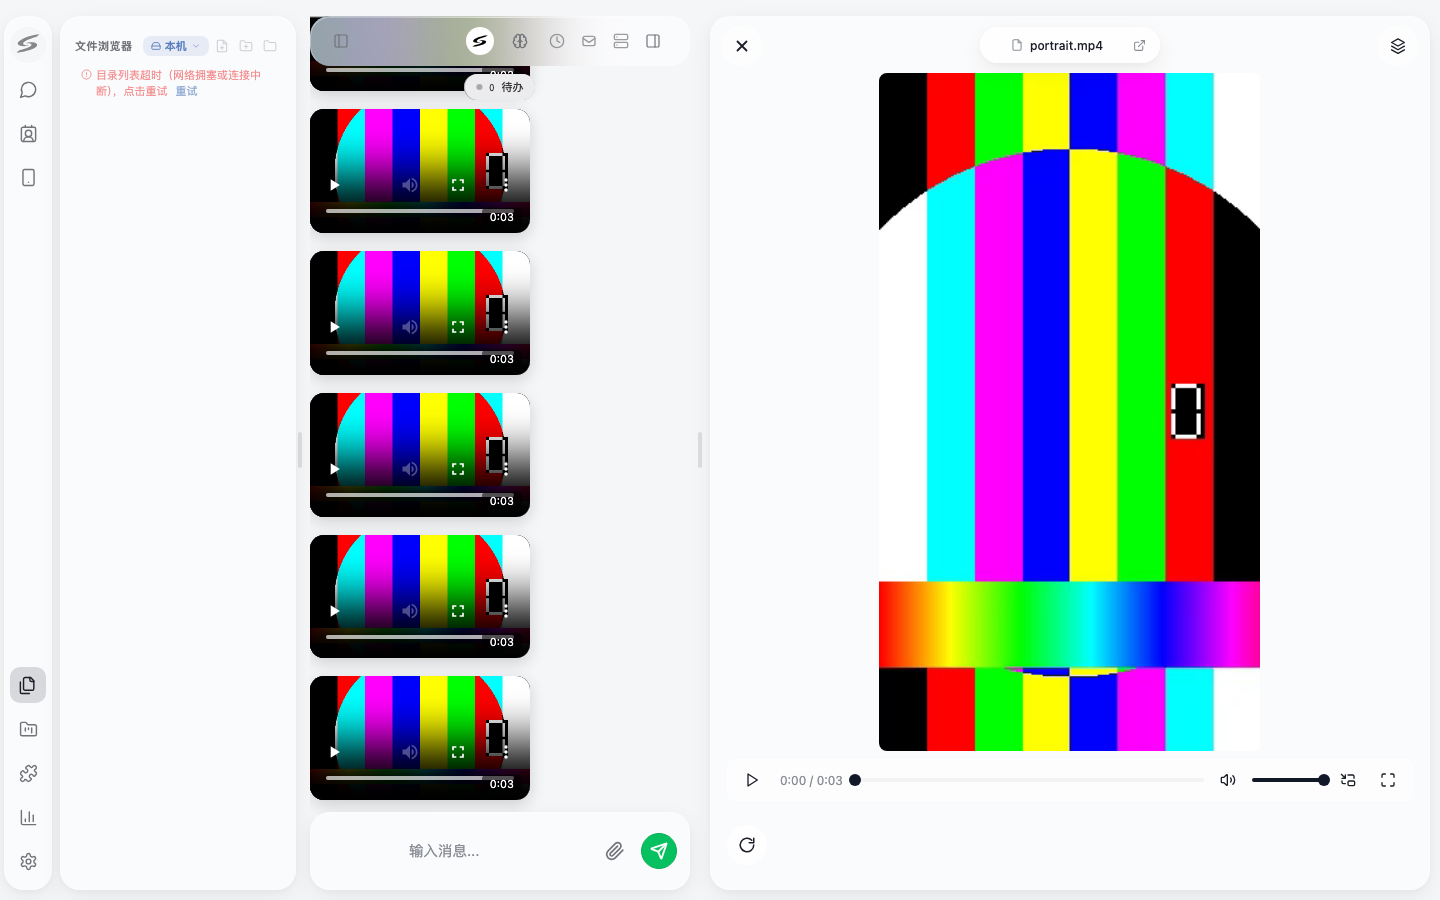 文件浏览器
本机
目录列表超时（网络拥塞或连接中
断），点击重试 重试
0 待办
0:03
0:03
0:03
0:03
0:03
输入消息...
portrait.mp4
0
0:00 / 0:03